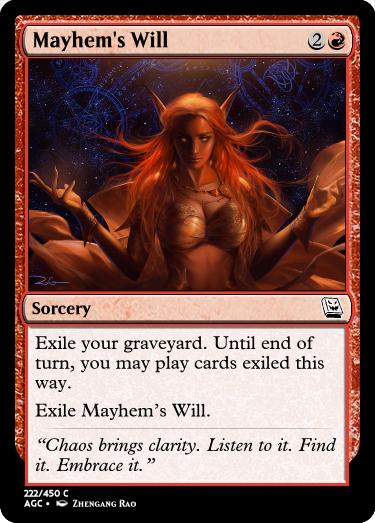 Mayhem's Will 2
Sorcery
Exile your graveyard. Until end of
turn, you may play cards exiled this
way.
Exile Mayhem's Will.
“Chaos brings clarity. Listen to it. Find
it. Embrace it.”
222/450 C
AGC • Zhengang Rao